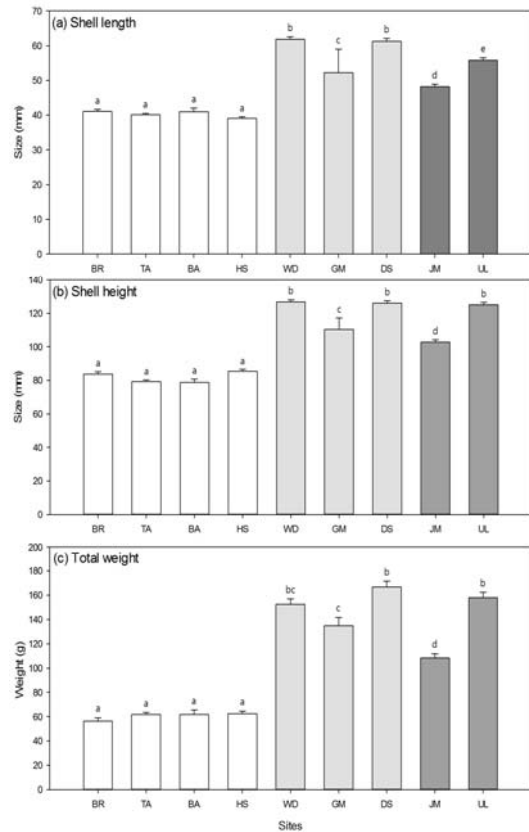 (a) Shell length
70
60
50
40
30
20
10
0
Size (mm)
a a a a b c b d e
BR TA BA HS WD GM DS JM UL
(b) Shell height
140
120
100
80
60
40
20
0
Size (mm)
a a a a b c b d b
BR TA BA HS WD GM DS JM UL
(c) Total weight
200
180
160
140
120
100
80
60
40
20
0
Weight (g)
a a a a bc c b d b
BR TA BA HS WD GM DS JM UL
Sites